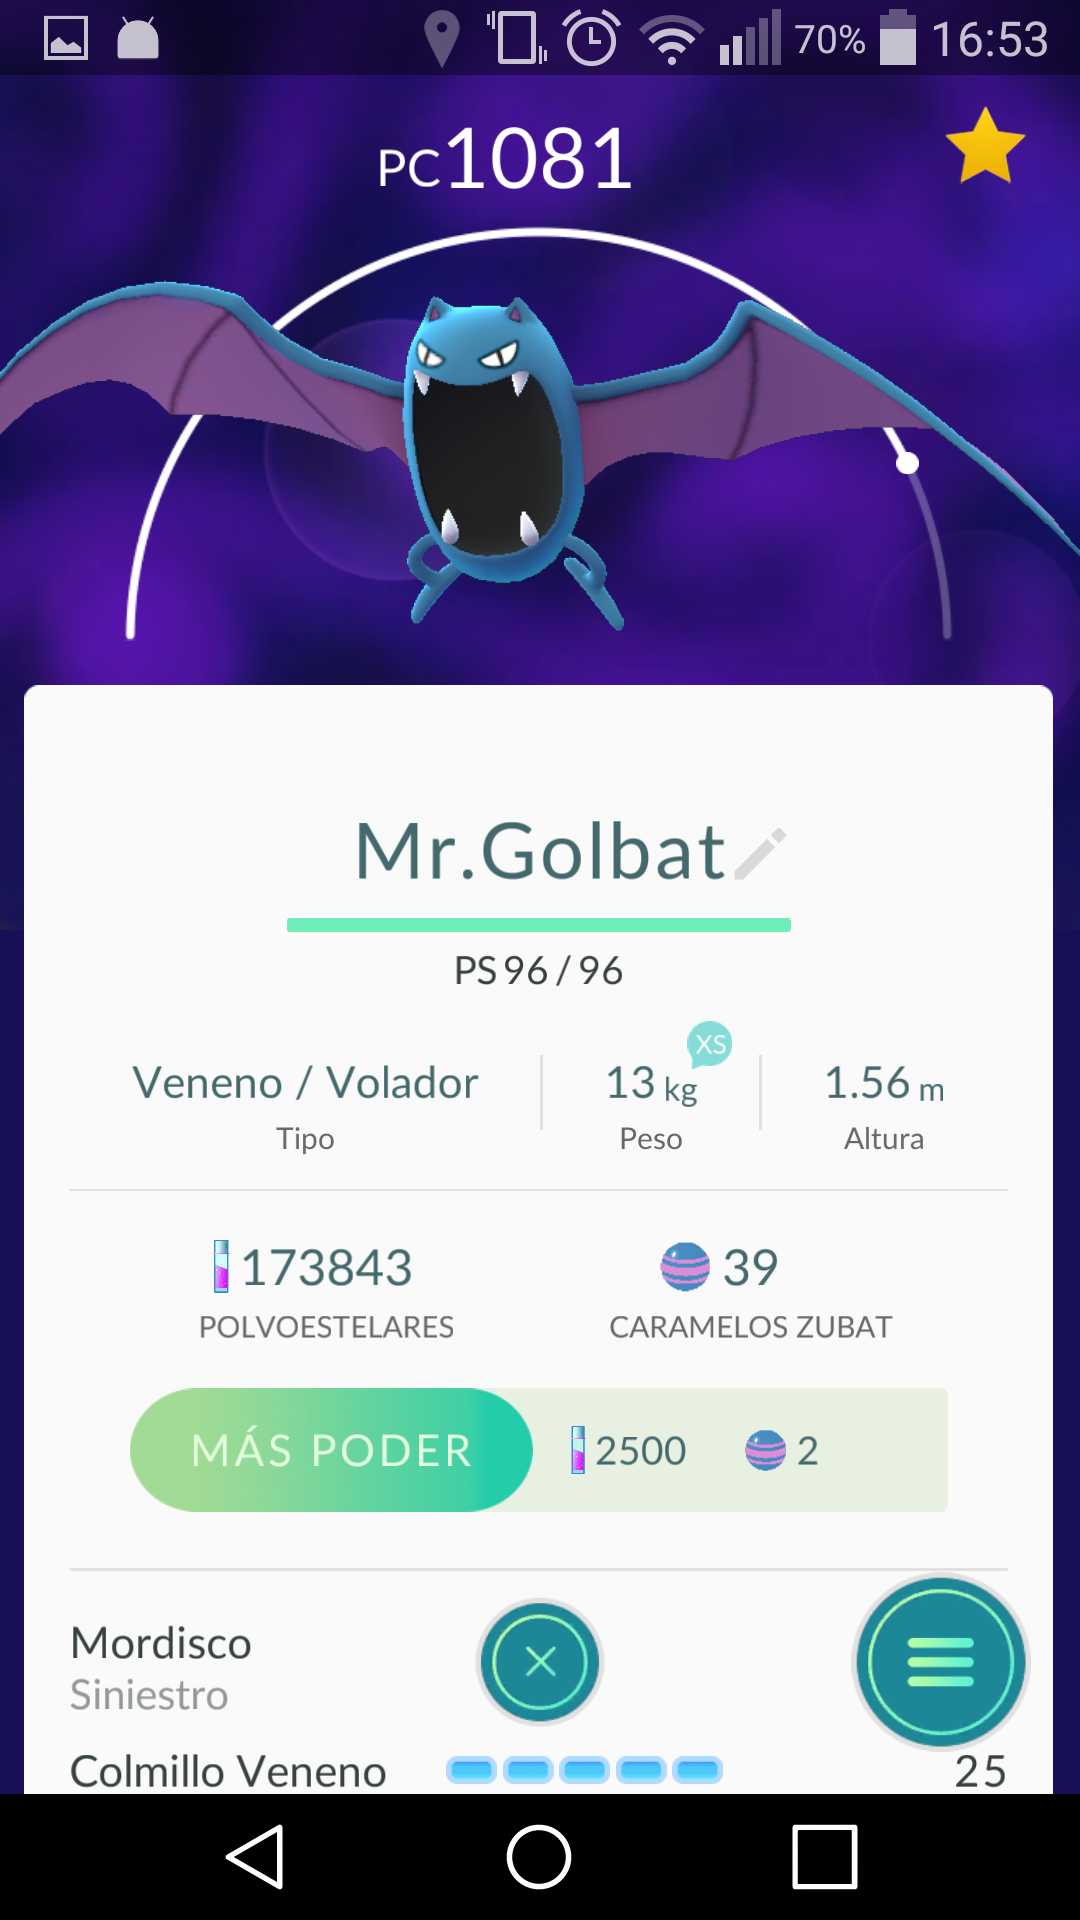 70% 16:53
PC1081
Mr.Golbat
PS 96 / 96
XS
Veneno / Volador 13 kg 1.56 m
Tipo Peso Altura
173843 39
POLVOESTELARES CARAMELOS ZUBAT
MÁS PODER 2500 2
Mordisco
Siniestro
Colmillo Veneno 25